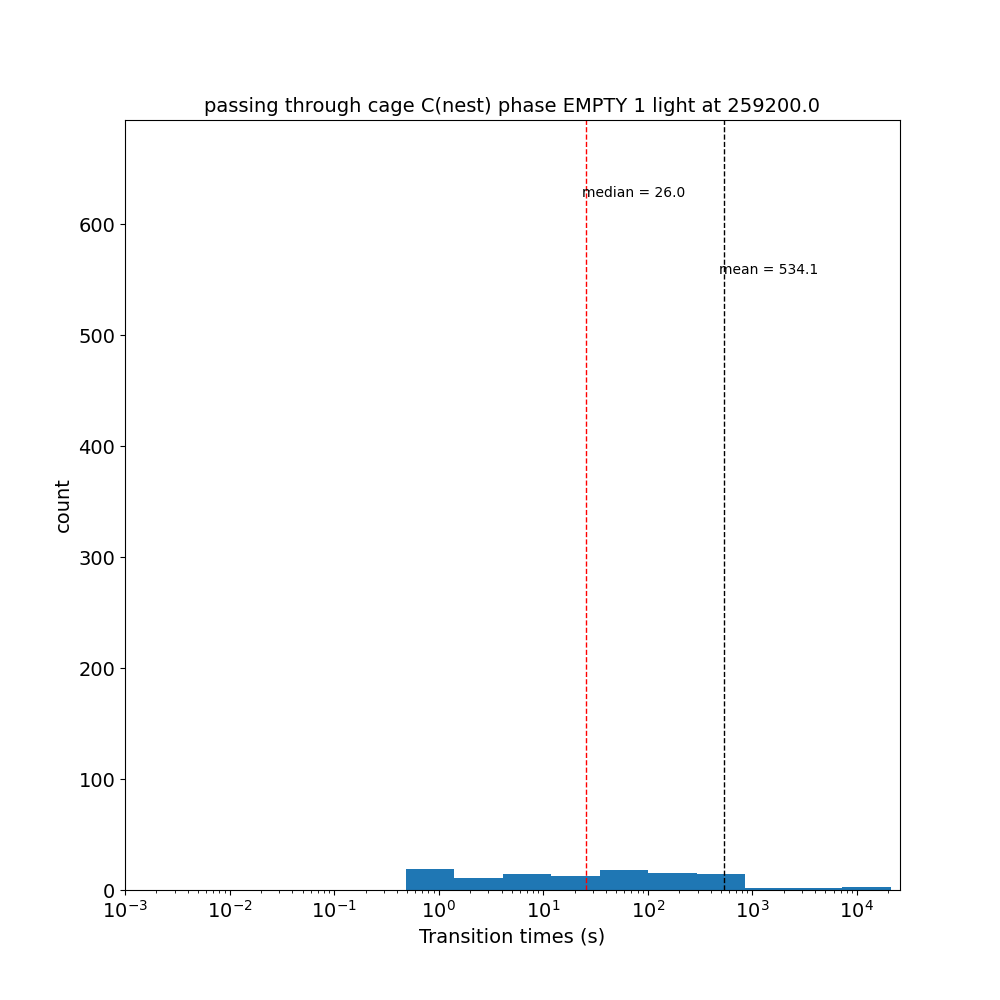 passing through cage C(nest) phase EMPTY 1 light at 259200.0
median = 26.0
mean = 534.1
count
600
500
400
300
200
100
0
10⁻³ 10⁻² 10⁻¹ 10⁰ 10¹ 10² 10³ 10⁴
Transition times (s)